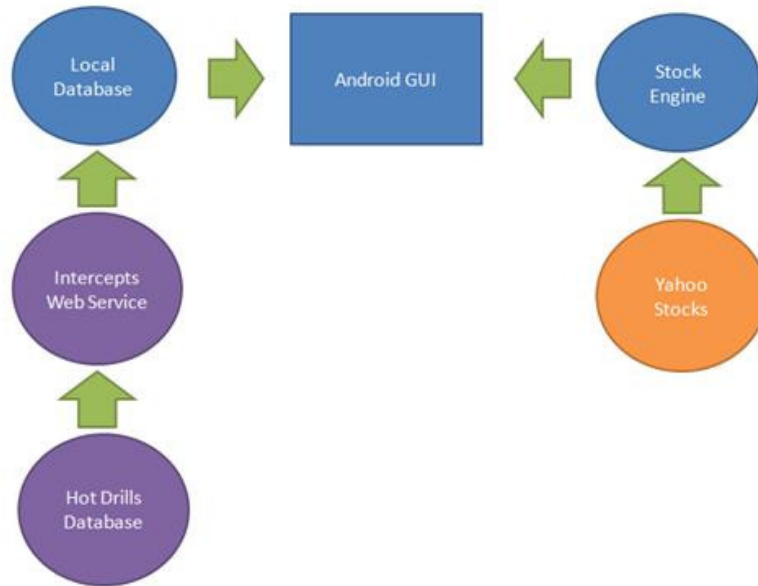 Local
Database
Android GUI
Stock
Engine
Intercepts
Web Service
Yahoo
Stocks
Hot Drills
Database